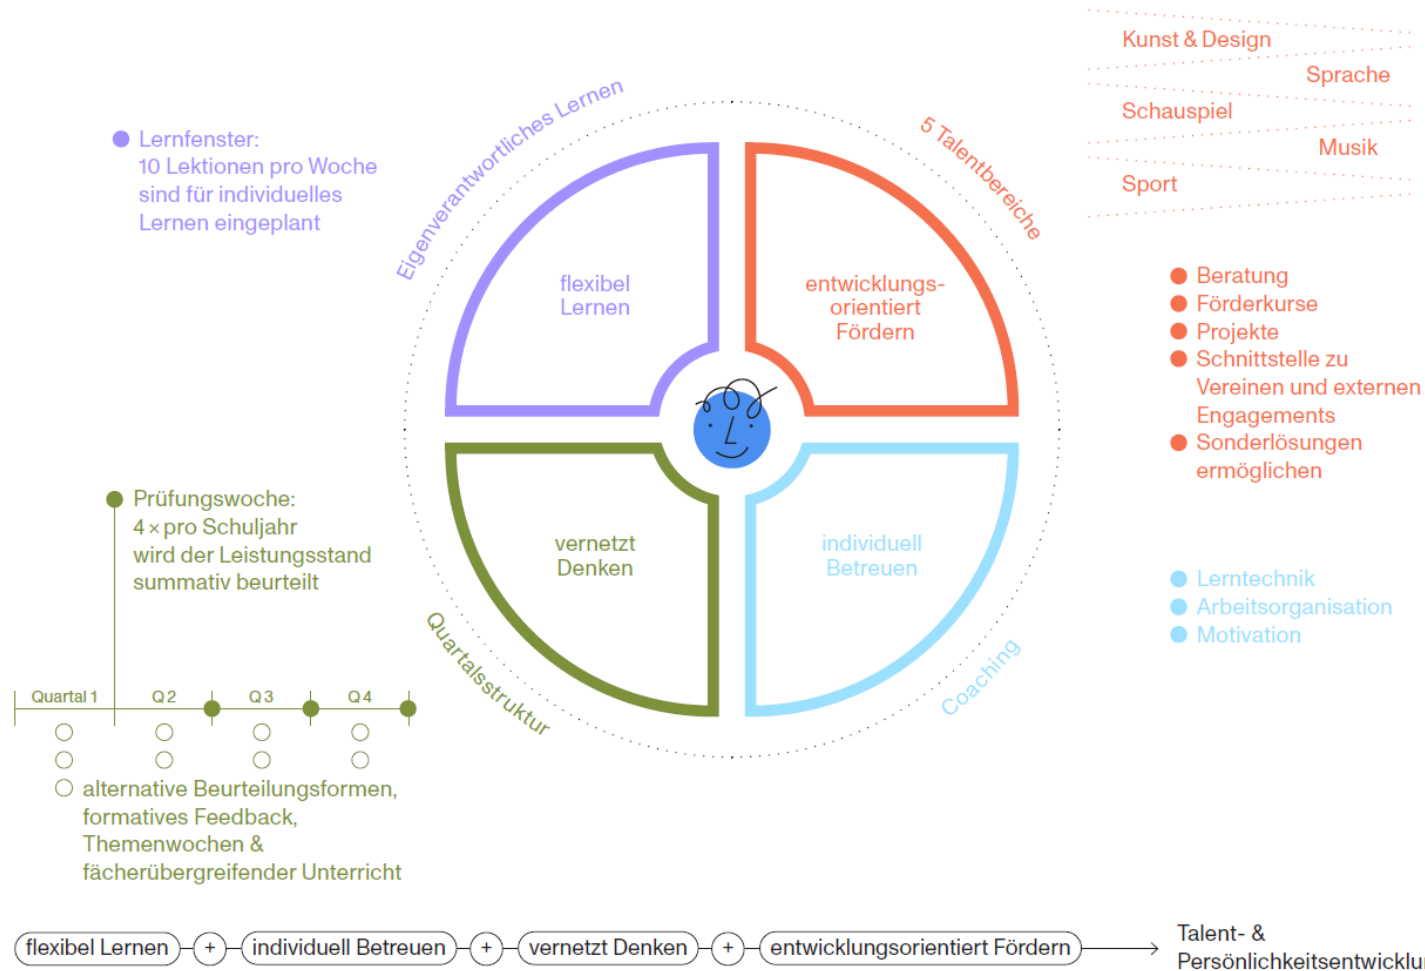 Kunst & Design
Sprache
Schauspiel
Musik
Sport
Eigenverantwortliches Lernen
5 Talentbereiche
Lernfenster:
10 Lektionen pro Woche
sind für individuelles
Lernen eingeplant
flexibel
Lernen
entwicklungs-
orientiert
Fördern
Beratung
Förderkurse
Projekte
Schnittstelle zu
Vereinen und externen
Engagements
Sonderlösungen
ermöglichen
Prüfungswoche:
4 × pro Schuljahr
wird der Leistungsstand
summativ beurteilt
vernetzt
Denken
individuell
Betreuen
Lerntechnik
Arbeitsorganisation
Motivation
Quartalsstruktur
Coaching
Quartal 1
Q 2
Q 3
Q 4
alternative Beurteilungsformen,
formatives Feedback,
Themenwochen &
fächerübergreifender Unterricht
flexibel Lernen + individuell Betreuen + vernetzt Denken + entwicklungsorientiert Fördern
Talent- &
Persönlichkeitsentwicklu